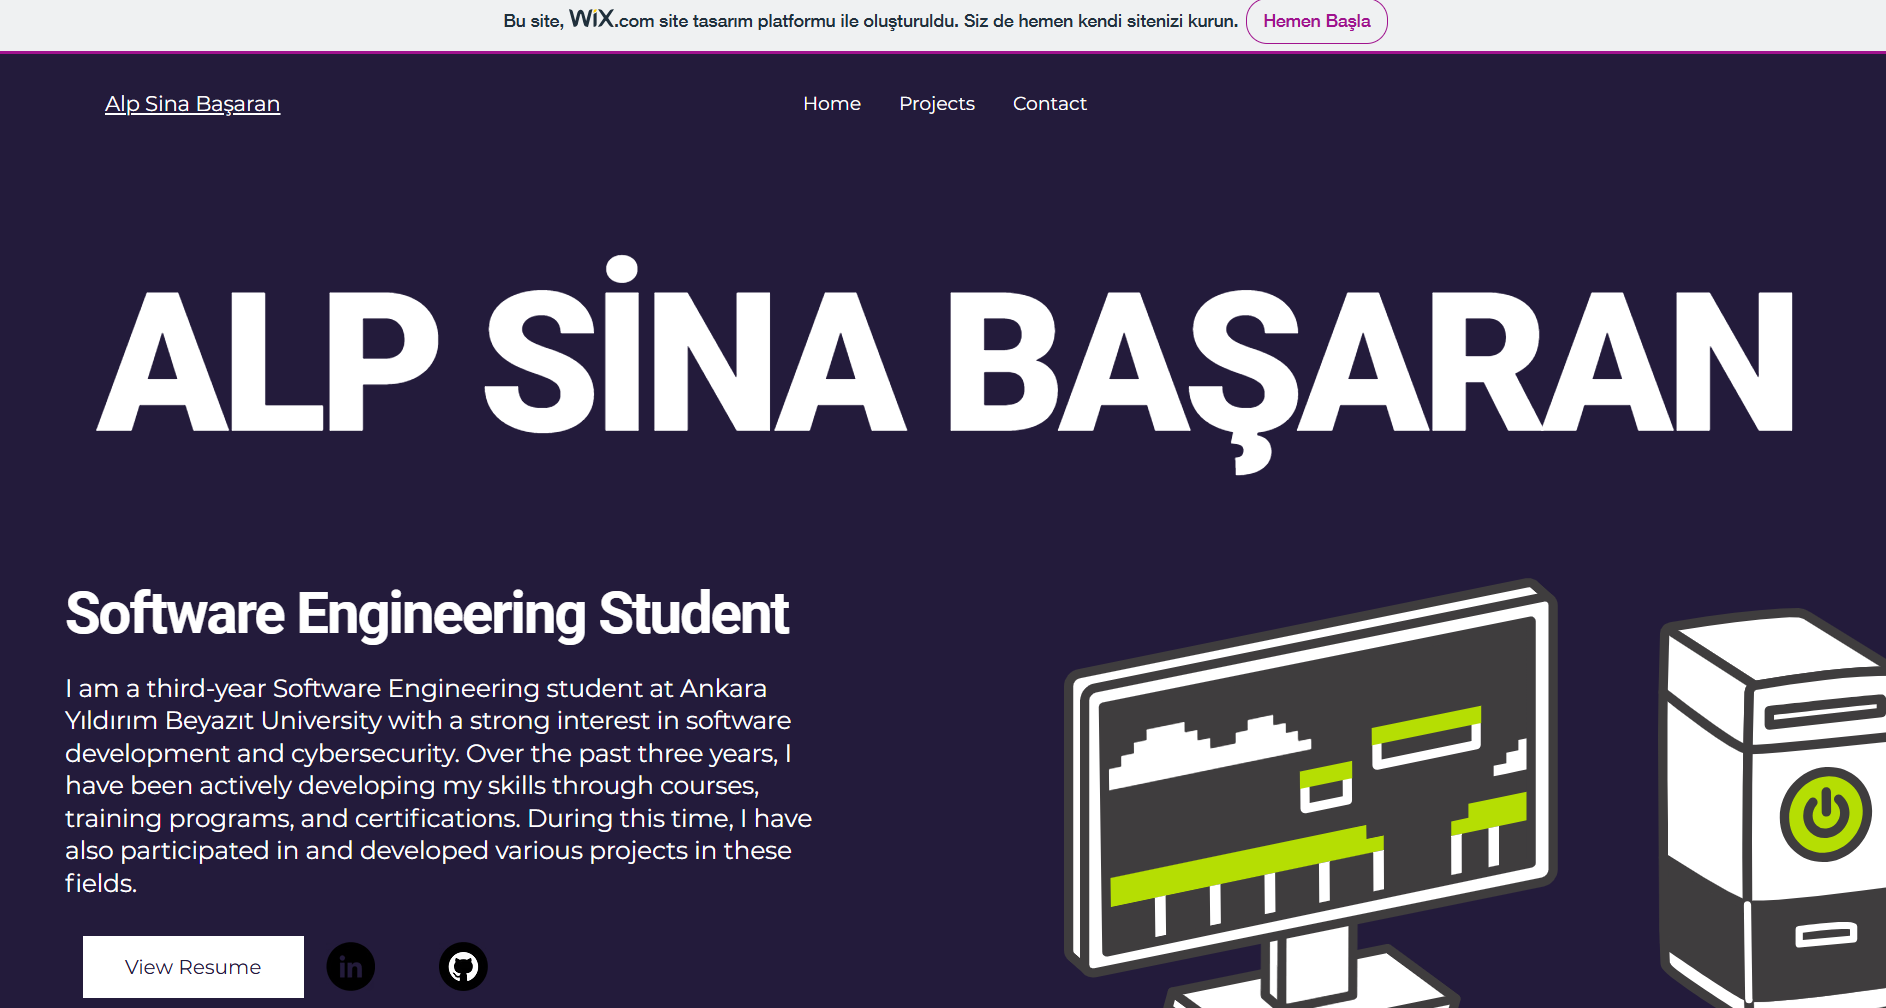 Bu site, WiX.com site tasarım platformu ile oluşturuldu. Siz de hemen kendi sitenizi kurun. Hemen Başla
Alp Sina Başaran Home Projects Contact
ALP SİNA BAŞARAN
Software Engineering Student
I am a third-year Software Engineering student at Ankara
Yıldırım Beyazıt University with a strong interest in software
development and cybersecurity. Over the past three years, I
have been actively developing my skills through courses,
training programs, and certifications. During this time, I have
also participated in and developed various projects in these
fields.
View Resume in